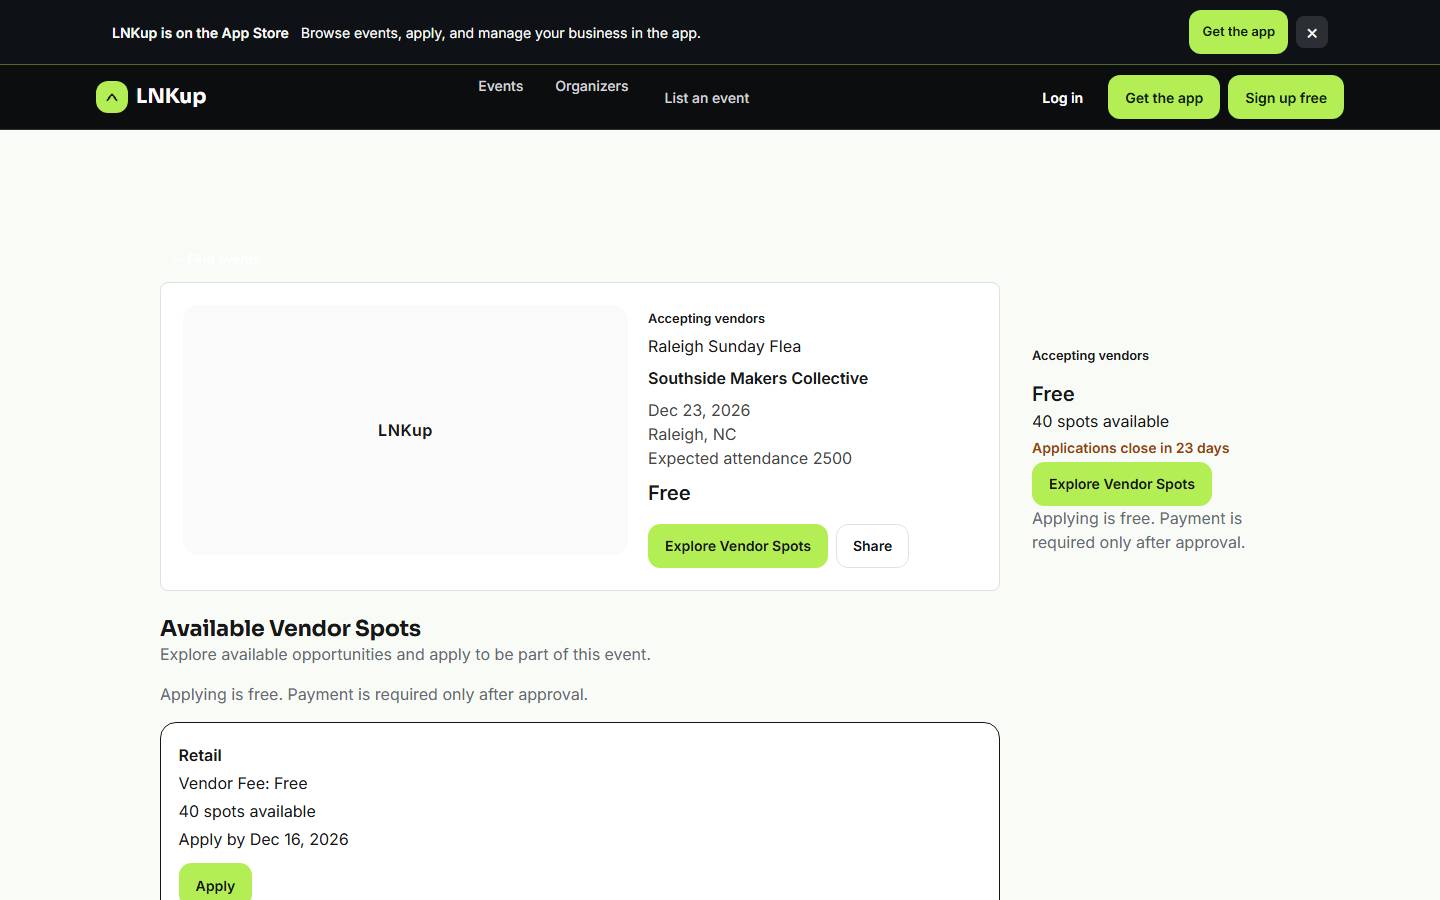 LNKup is on the App Store Browse events, apply, and manage your business in the app.
Get the app
×
LNKup
Events
Organizers
List an event
Log in
Get the app
Sign up free
← Find events
LNKup
Accepting vendors
Raleigh Sunday Flea
Southside Makers Collective
Dec 23, 2026
Raleigh, NC
Expected attendance 2500
Free
Explore Vendor Spots
Share
Accepting vendors
Free
40 spots available
Applications close in 23 days
Explore Vendor Spots
Applying is free. Payment is
required only after approval.
Available Vendor Spots
Explore available opportunities and apply to be part of this event.
Applying is free. Payment is required only after approval.
Retail
Vendor Fee: Free
40 spots available
Apply by Dec 16, 2026
Apply